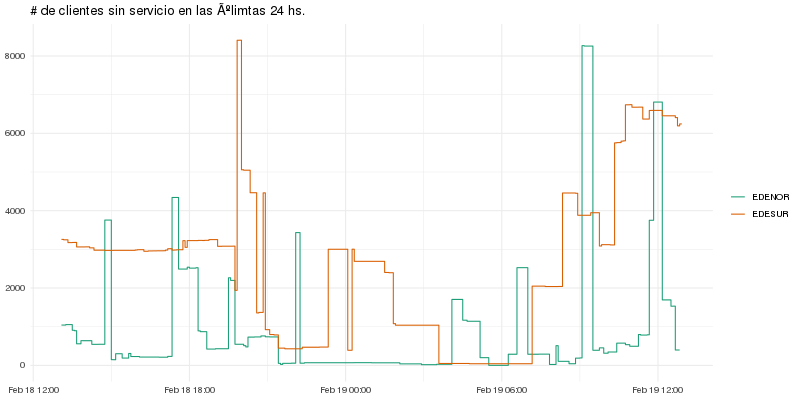 # de clientes sin servicio en las Ãºlimtas 24 hs.
8000
6000
4000
2000
0
Feb 18 12:00
Feb 18 18:00
Feb 19 00:00
Feb 19 06:00
Feb 19 12:00
EDENOR
EDESUR